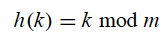 h(k) = k mod m